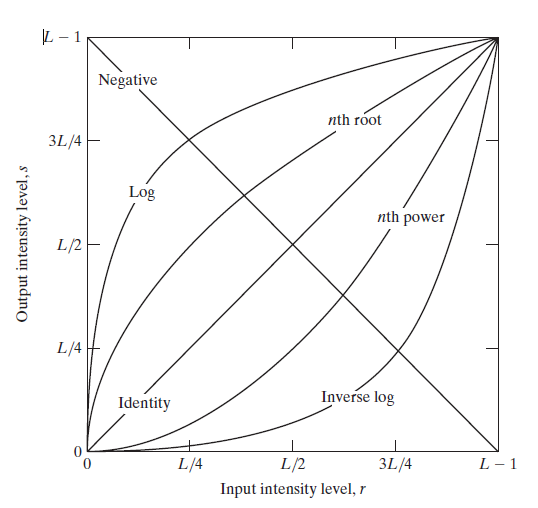 L − 1
Negative
nth root
3L/4
Log
nth power
L/2
Output intensity level, s
L/4
Identity
Inverse log
0
0
L/4
L/2
3L/4
L − 1
Input intensity level, r